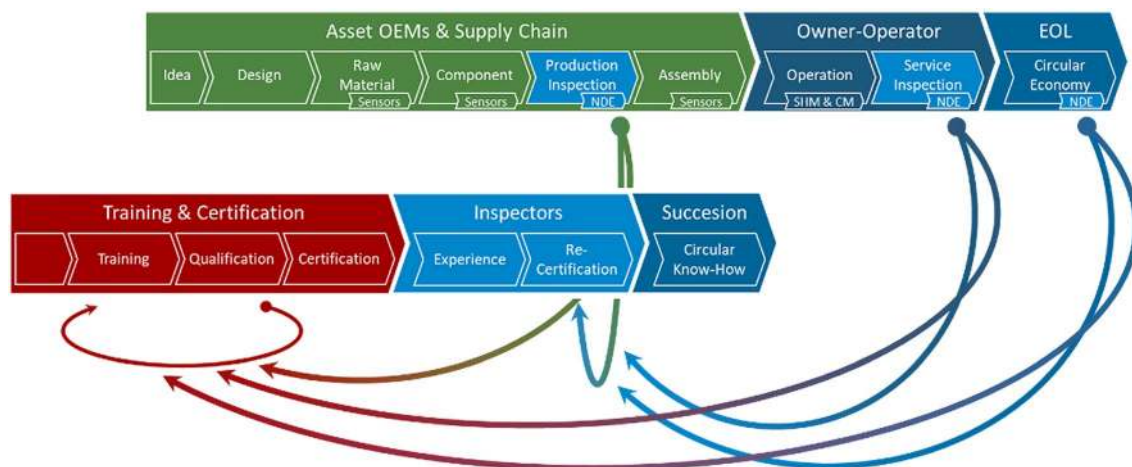 Asset OEMs & Supply Chain
Owner-Operator
EOL
Idea
Design
Raw
Material
Sensors
Component
Sensors
Production
Inspection
NDE
Assembly
Sensors
Operation
SHM & CM
Service
Inspection
NDE
Circular
Economy
NDE
Training & Certification
Inspectors
Succesion
Training
Qualification
Certification
Experience
Re-
Certification
Circular
Know-How